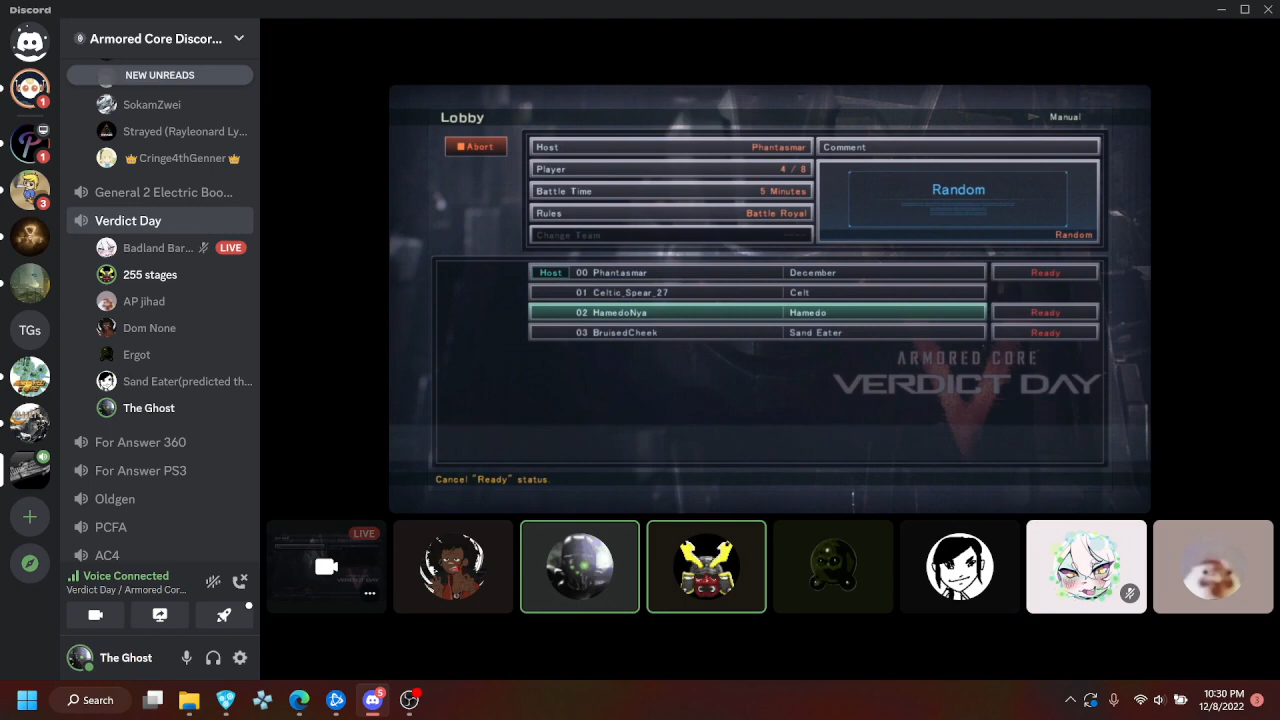 Discord
Armored Core Discor...
NEW UNREADS
SokamZwei
Strayed (Rayleonard Ly...
Cringe4thGenner
General 2 Electric Boo...
Verdict Day
Badland Bar...
LIVE
255 stages
AP jihad
Dom None
Ergot
Sand Eater(predicted th...
The Ghost
For Answer 360
For Answer PS3
Oldgen
PCFA
AC4
Voice Connected
Verdict Day / Armored Cor...
The Ghost
1
1
3
TGs
Lobby
Manual
Abort
Host Phantasmar
Player 4 / 8
Battle Time 5 Minutes
Rules Battle Royal
Change Team
Comment
Random
Random
Host 00 Phantasmar December Ready
01 Celtic_Spear_27 Celt
02 HamedoNya Hamedo Ready
03 BruisedCheek Sand Eater Ready
ARMORED CORE
VERDICT DAY
V
Cancel "Ready" status.
LIVE
Search
5
10:30 PM
12/8/2022
3